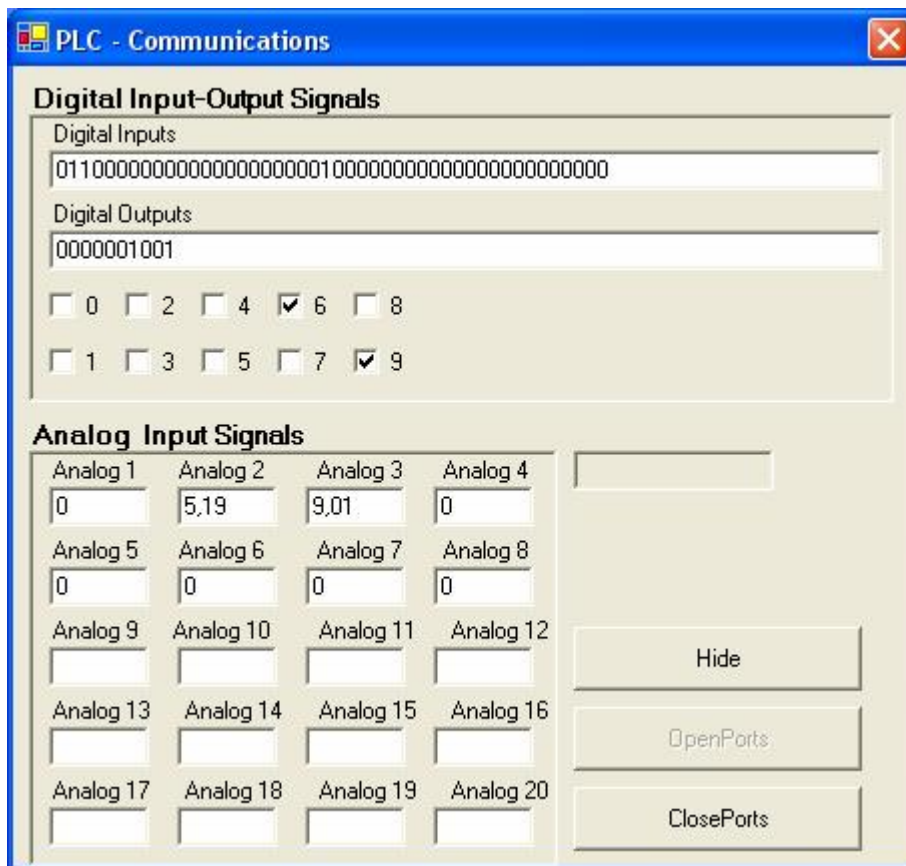 PLC - Communications
Digital Input-Output Signals
Digital Inputs
011000000000000000000001000000000000000000000000
Digital Outputs
0000001001
0 2 4 6 8
1 3 5 7 9
Analog Input Signals
Analog 1 Analog 2 Analog 3 Analog 4
0 5,19 9,01 0
Analog 5 Analog 6 Analog 7 Analog 8
0 0 0 0
Analog 9 Analog 10 Analog 11 Analog 12
Analog 13 Analog 14 Analog 15 Analog 16
Analog 17 Analog 18 Analog 19 Analog 20
Hide
OpenPorts
ClosePorts